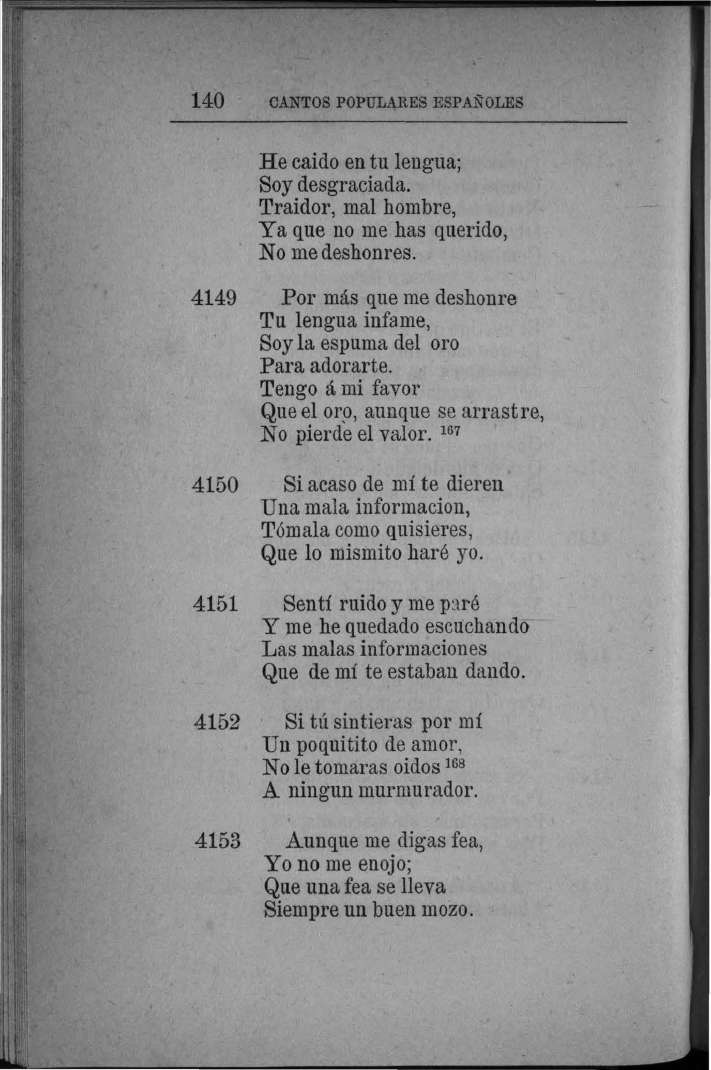 140 CANTOS POPULARES ESPAÑOLES
He caido en tu lengua;
Soy desgraciada.
Traidor, mal hombre,
Ya que no me has querido,
No me deshonres.
4149 Por más que me deshonre
Tu lengua infame,
Soy la espuma del oro
Para adorarte.
Tengo á mi favor
Que el oro, aunque se arrastre,
No pierde el valor. 167
4150 Si acaso de mí te dieren
Una mala informacion,
Tómala como quisieres,
Que lo mismito haré yo.
4151 Sentí ruido y me paré
Y me he quedado escuchando
Las malas informaciones
Que de mí te estaban dando.
4152 Si tú sintieras por mí
Un poquitito de amor,
No le tomaras oidos 168
A ningun murmurador.
4153 Aunque me digas fea,
Yo no me enojo;
Que una fea se lleva
Siempre un buen mozo.